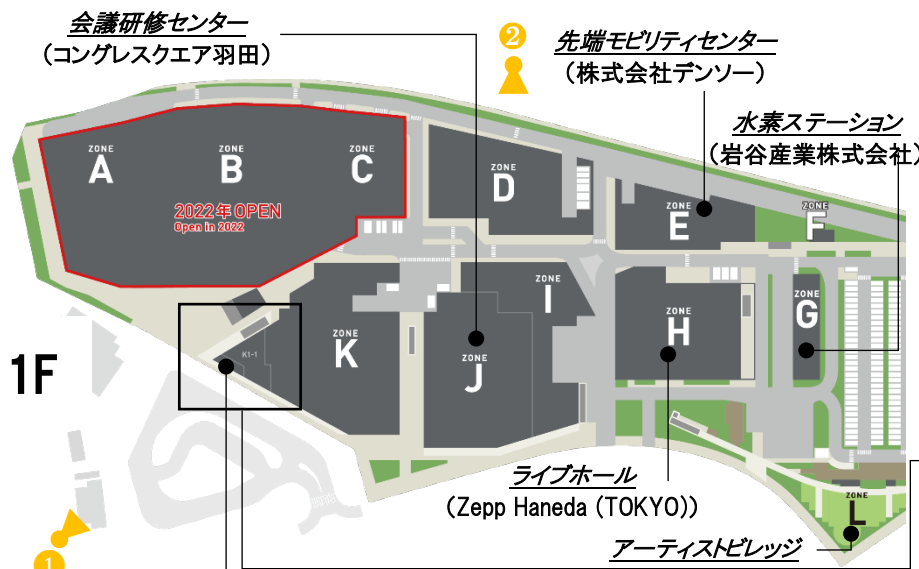 会議研修センター
（コングレスクエア羽田）
2
先端モビリティセンター
（株式会社デンソー）
水素ステーション
（岩谷産業株式会社）
ZONE
A
ZONE
B
ZONE
C
2022年 OPEN
Open in 2022
ZONE
D
ZONE
E
ZONE
F
ZONE
I
ZONE
G
ZONE
H
ZONE
K
ZONE
J
K1-1
1F
ライブホール
（Zepp Haneda（TOKYO））
ZONE
L
アーティストビレッジ
1